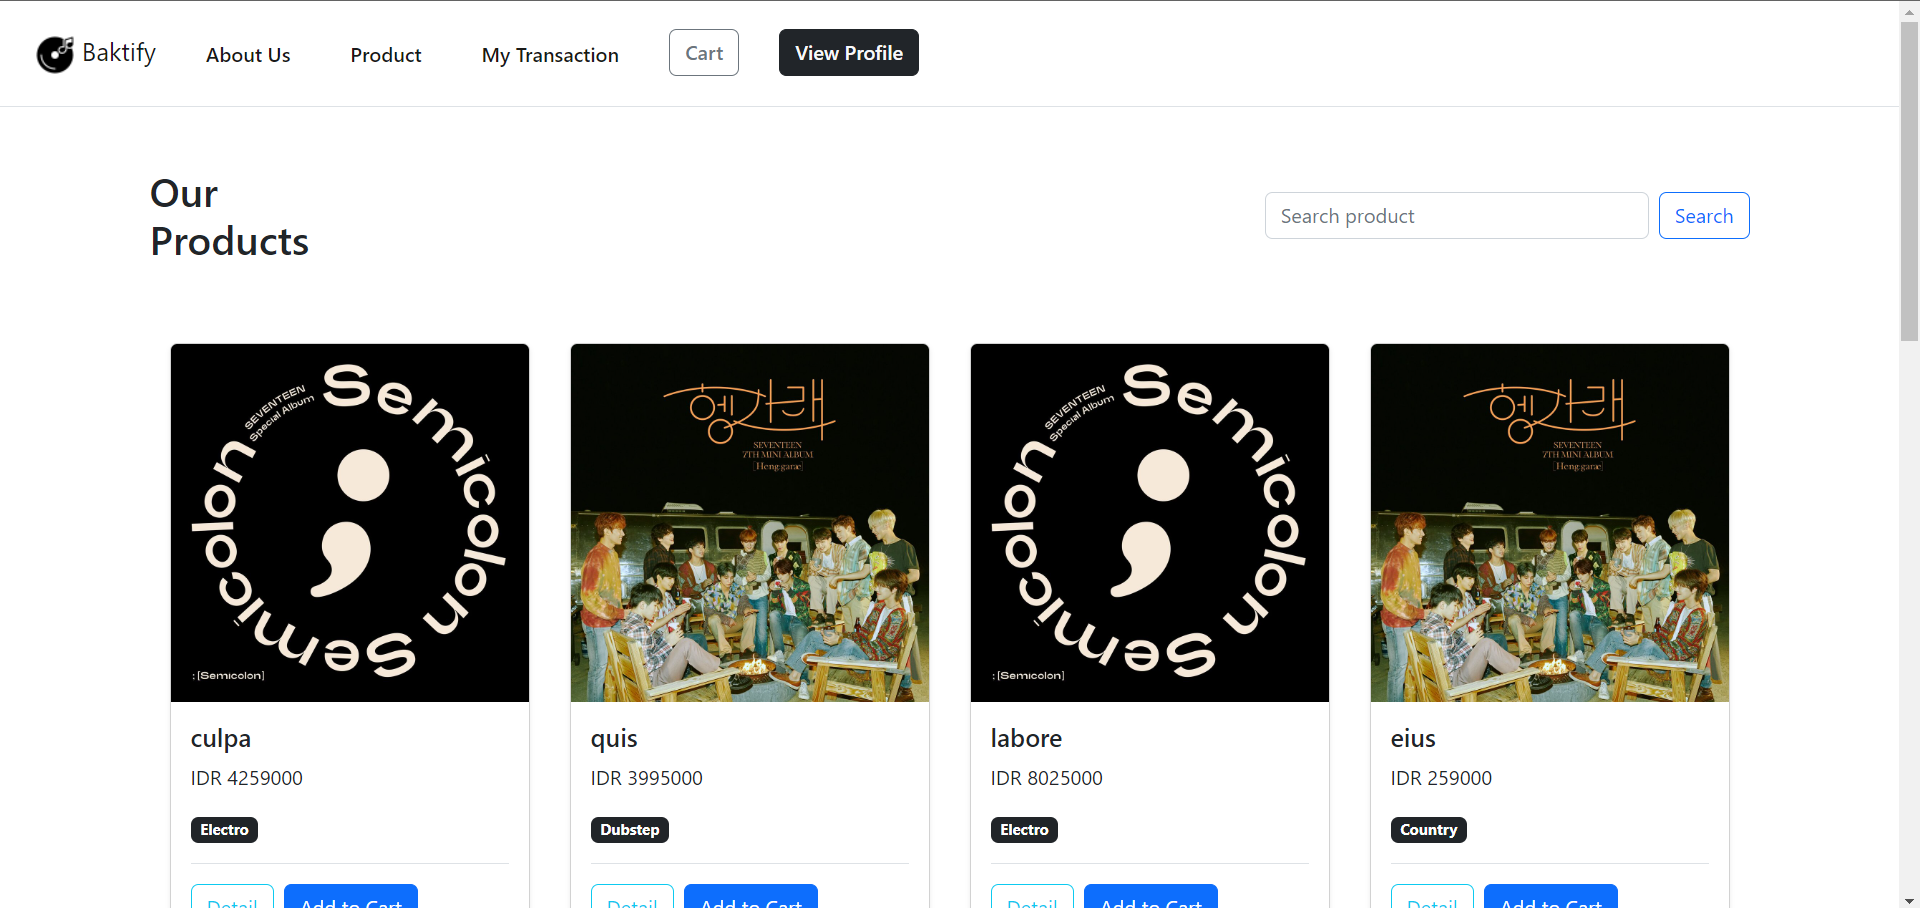 Baktify
About Us
Product
My Transaction
Cart
View Profile
Our
Products
Search product
Search
SEVENTEEN
Special Album
Semicolon Semicolon
; [Semicolon]
헹가래
SEVENTEEN
7TH MINI ALBUM
[Heng:garæ]
SEVENTEEN
Special Album
Semicolon Semicolon
; [Semicolon]
헹가래
SEVENTEEN
7TH MINI ALBUM
[Heng:garæ]
culpa
IDR 4259000
Electro
Detail
Add to Cart
quis
IDR 3995000
Dubstep
Detail
Add to Cart
labore
IDR 8025000
Electro
Detail
Add to Cart
eius
IDR 259000
Country
Detail
Add to Cart